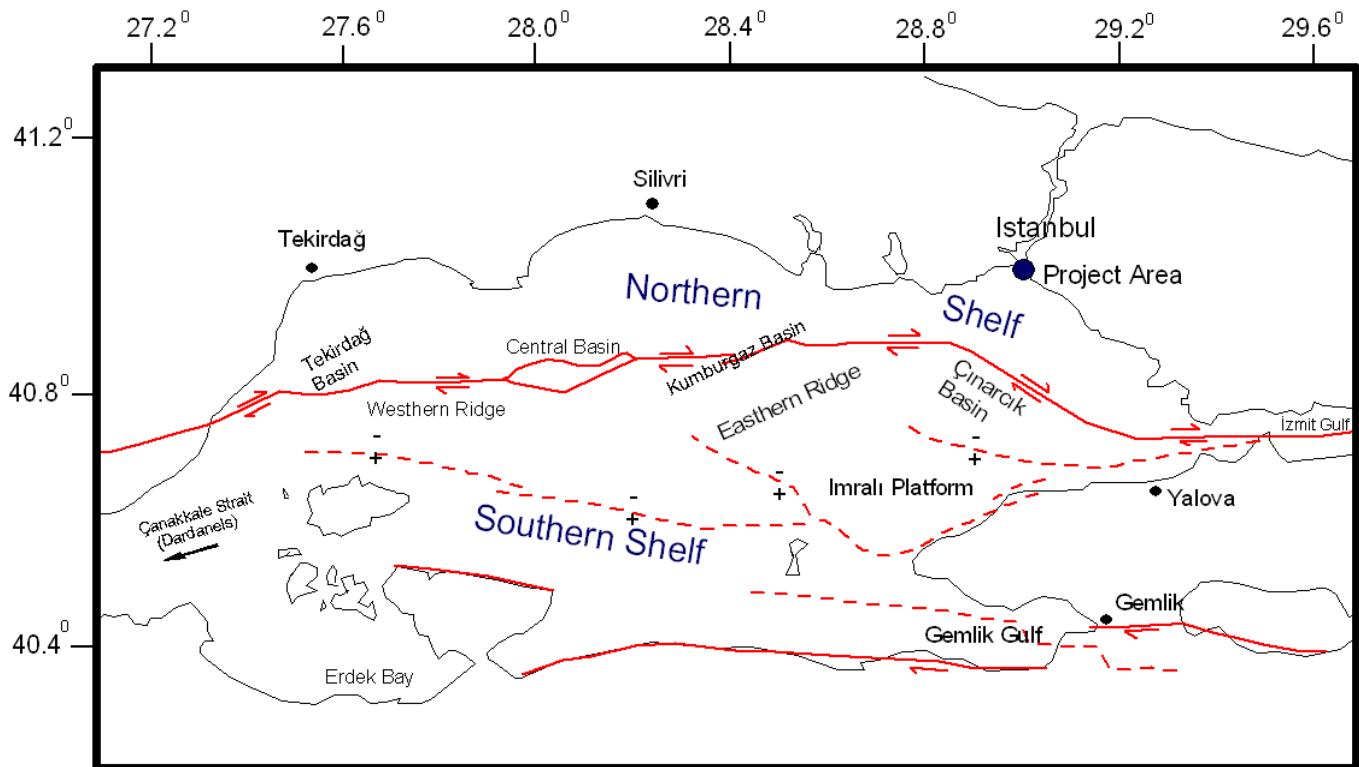 27.2⁰ 27.6⁰ 28.0⁰ 28.4⁰ 28.8⁰ 29.2⁰ 29.6⁰
41.2⁰
Silivri
Tekirdağ
Istanbul
Project Area
Northern
Shelf
Tekirdağ
Basin
Central Basin
Kumburgaz Basin
40.8⁰
Westhern Ridge
Easthern Ridge
Çınarcık
Basin
İzmit Gulf
-
+
-
+
-
+
-
+
Imralı Platform
Yalova
Çanakkale Strait
(Dardanels)
Southern Shelf
Gemlik
40.4⁰
Gemlik Gulf
Erdek Bay